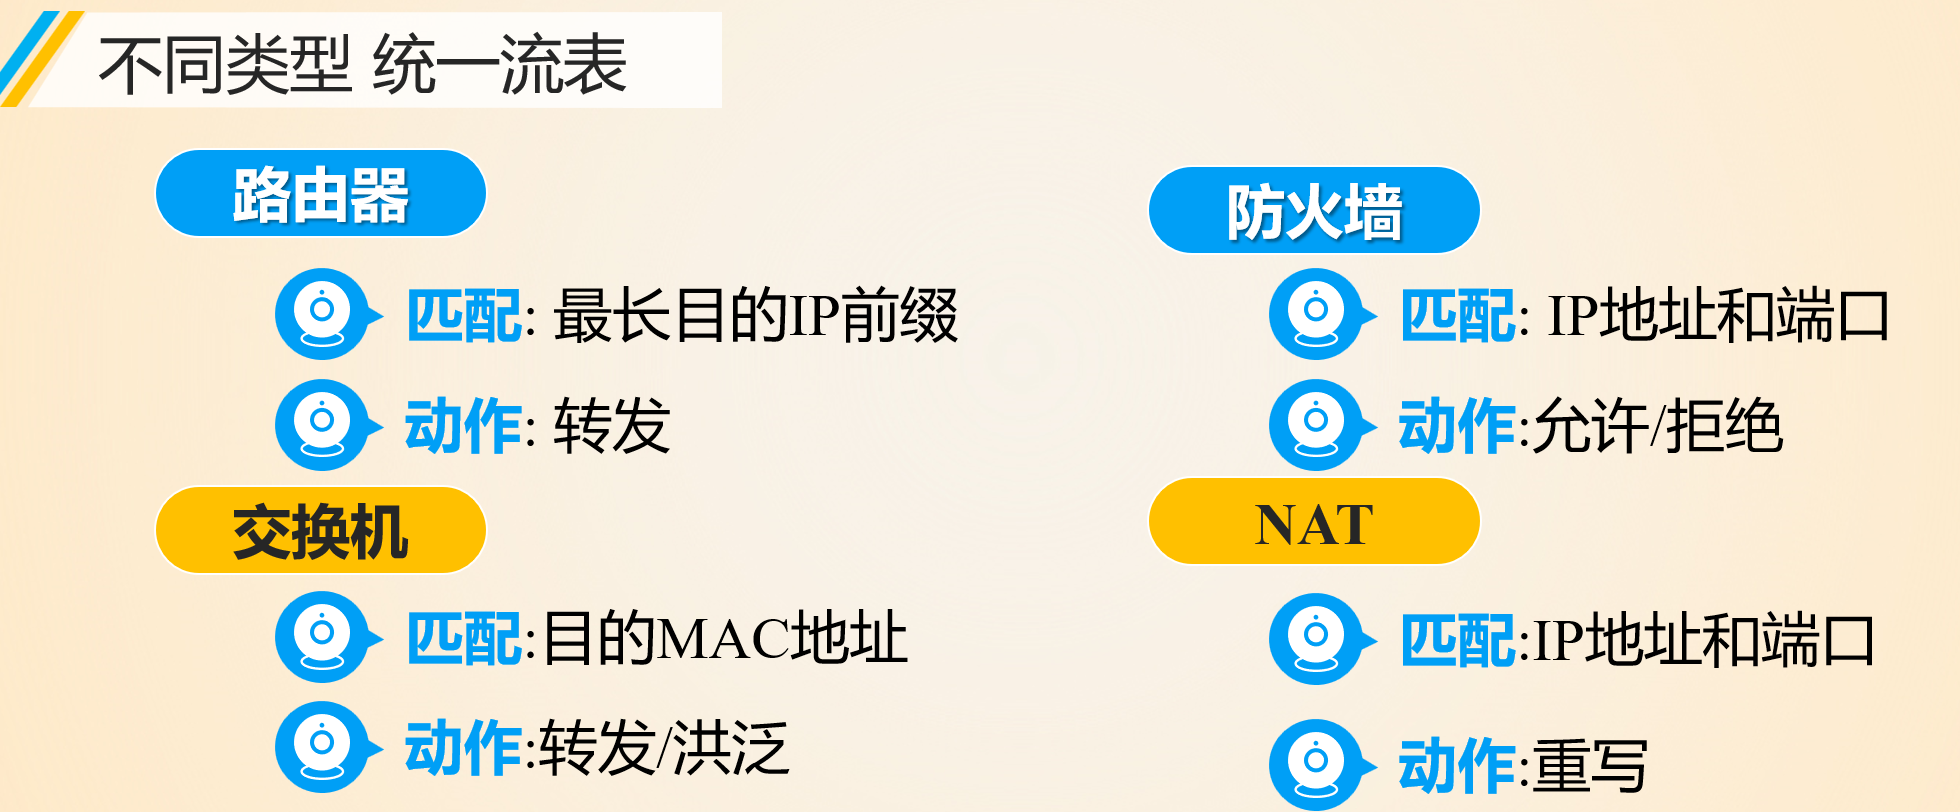 不同类型 统一流表
路由器
匹配: 最长目的IP前缀
动作: 转发
交换机
匹配:目的MAC地址
动作:转发/洪泛
防火墙
匹配: IP地址和端口
动作:允许/拒绝
NAT
匹配:IP地址和端口
动作:重写